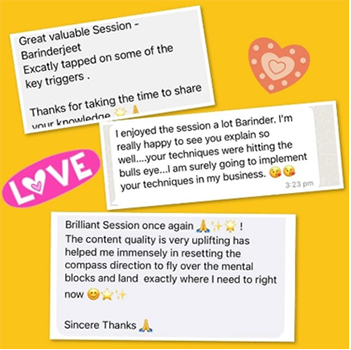 Great valuable Session -
Barinderjeet
Excatly tapped on some of
the key triggers .
Thanks for taking the time to share
your knowledge 🌟 🙏
LOVE
I enjoyed the session a lot Barinder. I'm
really happy to see you explain so
well....your techniques were hitting the
bulls eye...I am surely going to implement
your techniques in my business. 😘 😘
3:23 pm
Brilliant Session once again 🙏✨🌟 !
The content quality is very uplifting has
helped me immensely in resetting the
compass direction to fly over the mental
blocks and land exactly where I need to right
now 😊⭐✨
Sincere Thanks 🙏